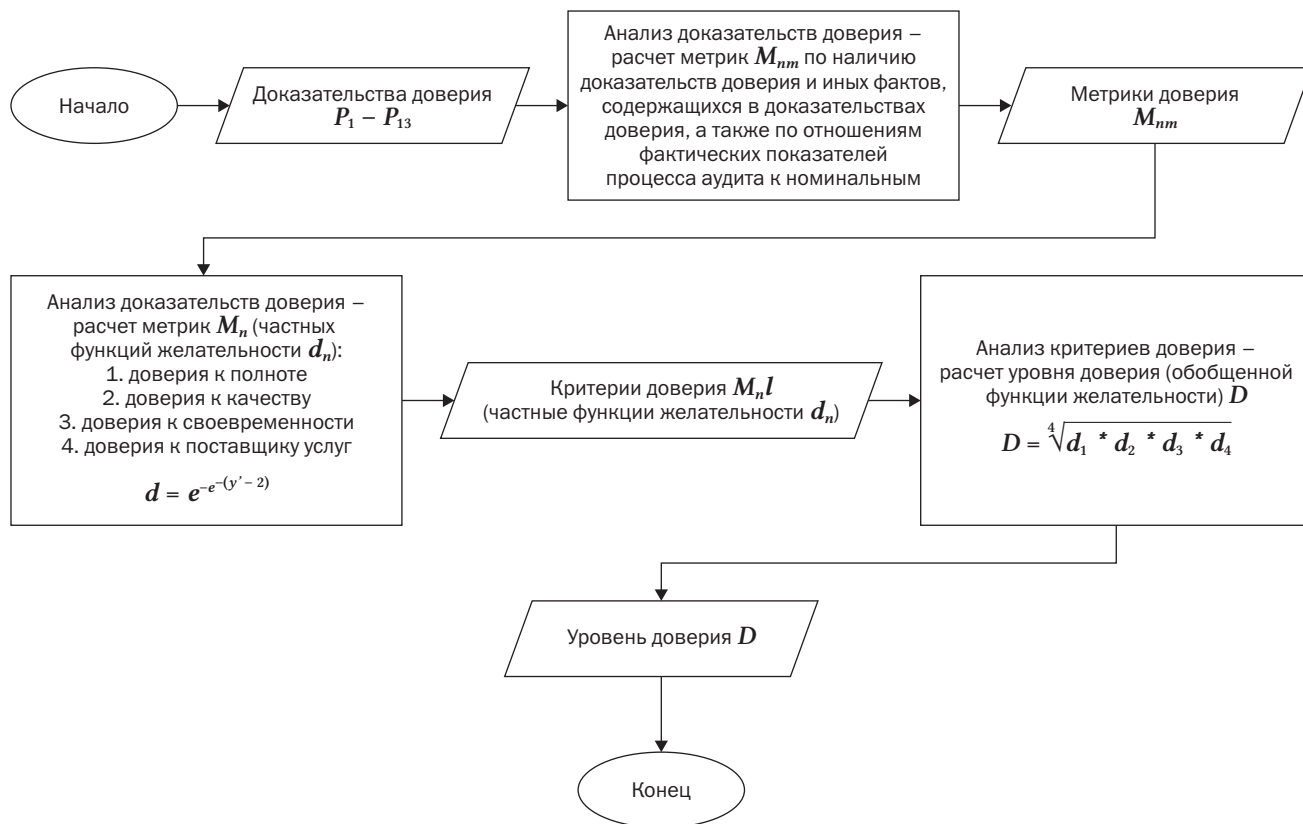 Начало
Доказательства доверия
P₁ – P₁₃
Анализ доказательств доверия –
расчет метрик Mₙₘ по наличию
доказательств доверия и иных фактов,
содержащихся в доказательствах
доверия, а также по отношениям
фактических показателей
процесса аудита к номинальным
Метрики доверия
Mₙₘ
Анализ доказательств доверия –
расчет метрик Mₙ (частных
функций желательности dₙ):
1. доверия к полноте
2. доверия к качеству
3. доверия к своевременности
4. доверия к поставщику услуг
d = e^{-e^{-(y' - 2)}}
Критерии доверия Mₙl
(частные функции желательности dₙ)
Анализ критериев доверия –
расчет уровня доверия (обобщенной
функции желательности) D
D = ⁴√(d₁ * d₂ * d₃ * d₄)
Уровень доверия D
Конец